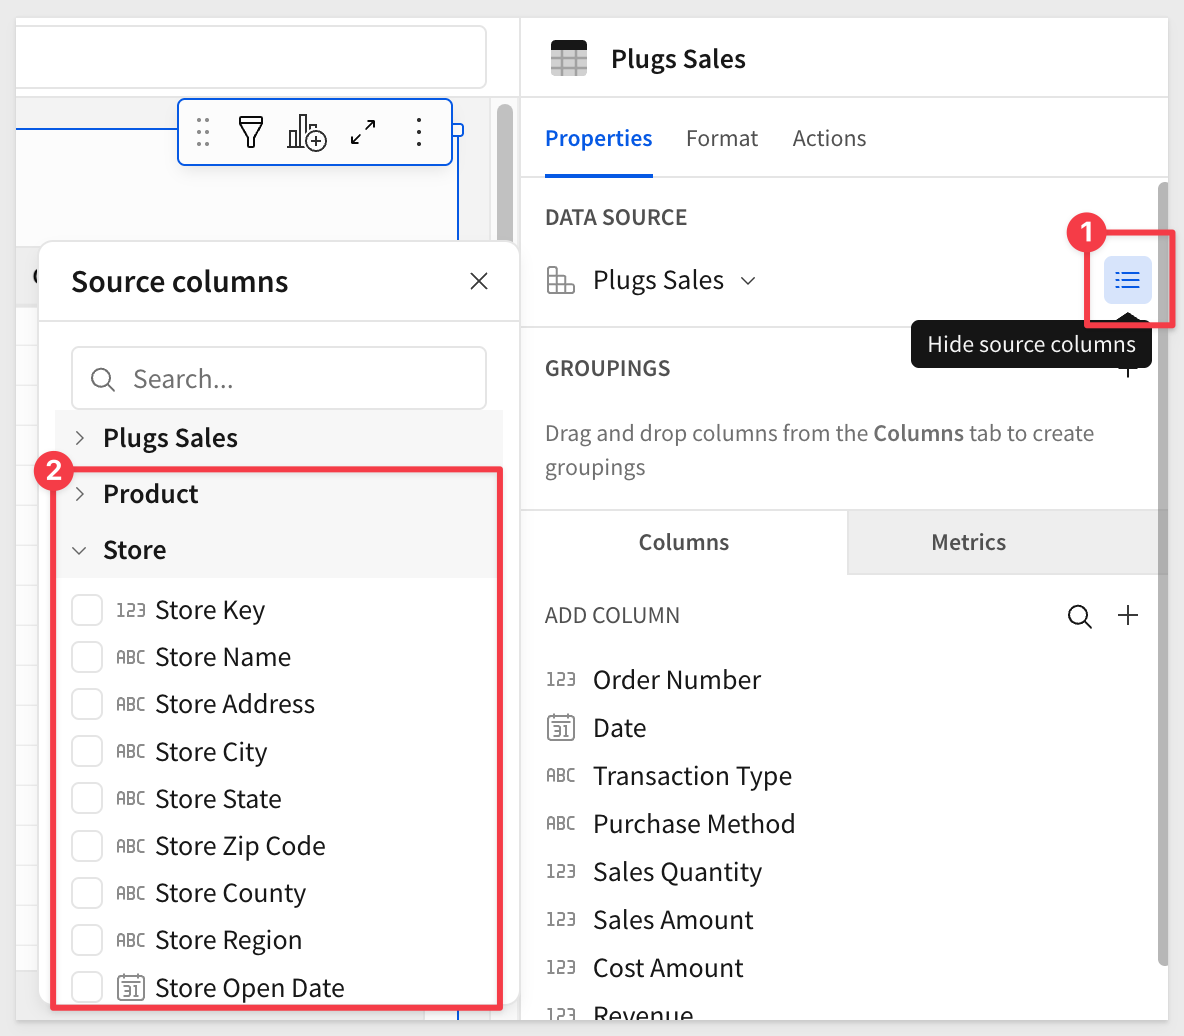 Plugs Sales
Properties
Format
Actions
DATA SOURCE
1
Plugs Sales
Hide source columns
GROUPINGS
Drag and drop columns from the Columns tab to create
groupings
Columns
Metrics
ADD COLUMN
123 Order Number
31 Date
ABC Transaction Type
ABC Purchase Method
123 Sales Quantity
123 Sales Amount
123 Cost Amount
123 Revenue
Source columns
Search...
Plugs Sales
2
Product
Store
123 Store Key
ABC Store Name
ABC Store Address
ABC Store City
ABC Store State
ABC Store Zip Code
ABC Store County
ABC Store Region
31 Store Open Date